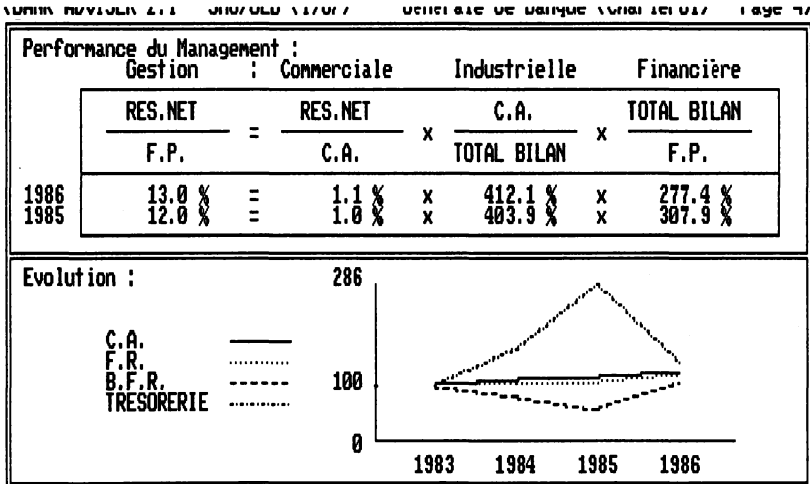 Performance du Management :
Gestion : Commerciale Industrielle Financière
RES.NET RES.NET C.A. TOTAL BILAN
= x x
F.P. C.A. TOTAL BILAN F.P.
1986 13.0 % = 1.1 % x 412.1 % x 277.4 %
1985 12.0 % = 1.0 % x 403.9 % x 307.9 %
Evolution :
286
C.A.
F.R.
B.F.R.
100
TRESORERIE
0
1983 1984 1985 1986